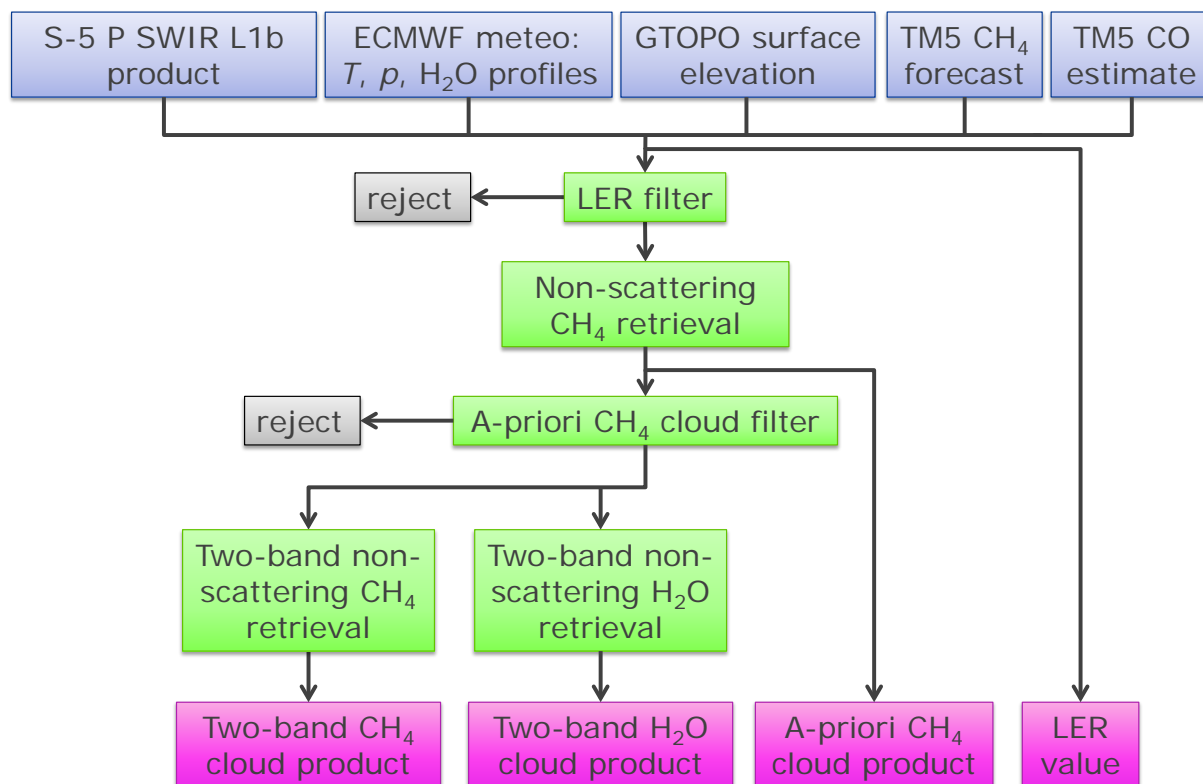 S-5 P SWIR L1b
product
ECMWF meteo:
T, p, H₂O profiles
GTOPO surface
elevation
TM5 CH₄
forecast
TM5 CO
estimate
reject
LER filter
Non-scattering
CH₄ retrieval
reject
A-priori CH₄ cloud filter
Two-band non-
scattering CH₄
retrieval
Two-band non-
scattering H₂O
retrieval
Two-band CH₄
cloud product
Two-band H₂O
cloud product
A-priori CH₄
cloud product
LER
value